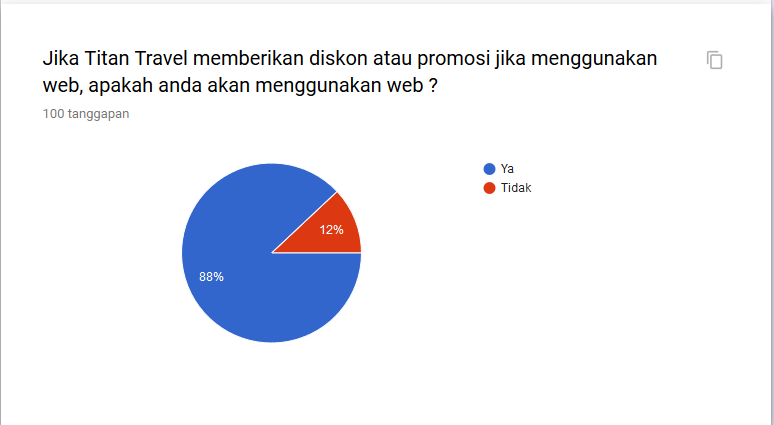 Jika Titan Travel memberikan diskon atau promosi jika menggunakan
web, apakah anda akan menggunakan web ?
100 tanggapan
Ya
Tidak
12%
88%